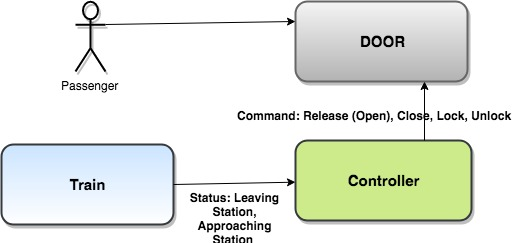 DOOR
Passenger
Command: Release (Open), Close, Lock, Unlock
Train
Controller
Status: Leaving
Station,
Approaching
Station